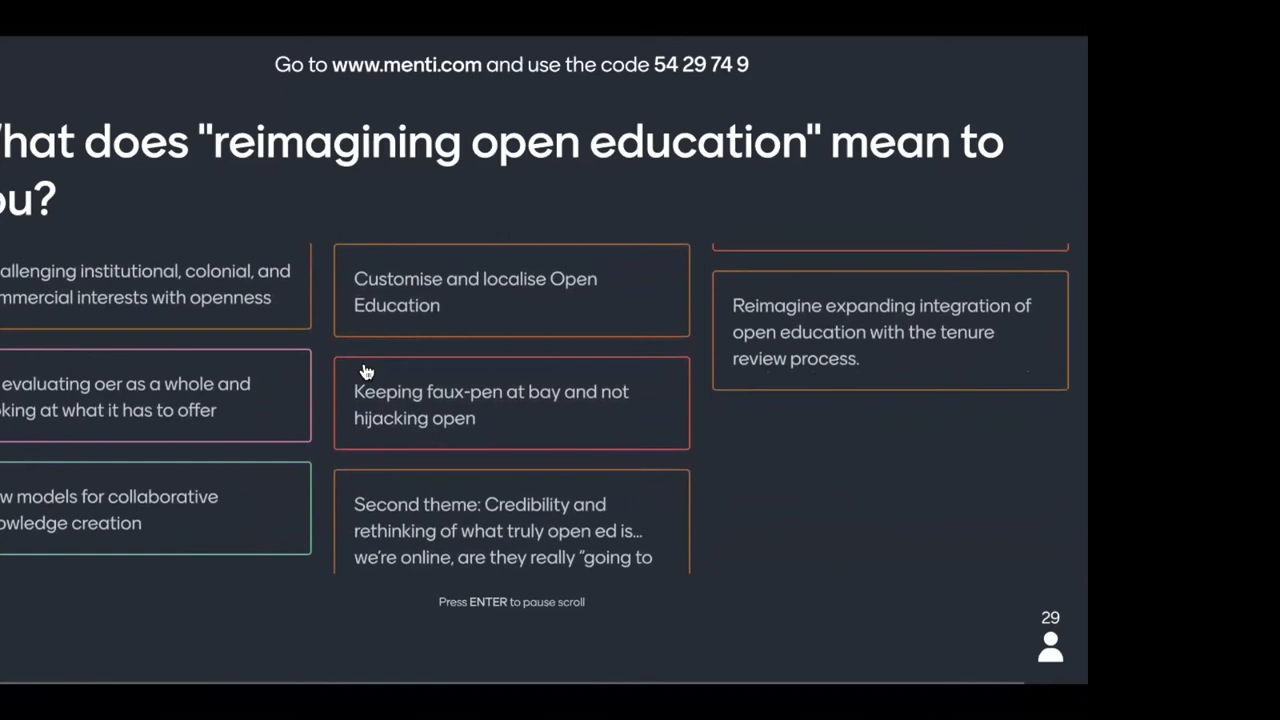 Go to www.menti.com and use the code 54 29 74 9
hat does "reimagining open education" mean to
ou?
allenging institutional, colonial, and
mmercial interests with openness
evaluating oer as a whole and
king at what it has to offer
w models for collaborative
owledge creation
Customise and localise Open
Education
Keeping faux-pen at bay and not
hijacking open
Second theme: Credibility and
rethinking of what truly open ed is...
we're online, are they really "going to
Reimagine expanding integration of
open education with the tenure
review process.
Press ENTER to pause scroll
29